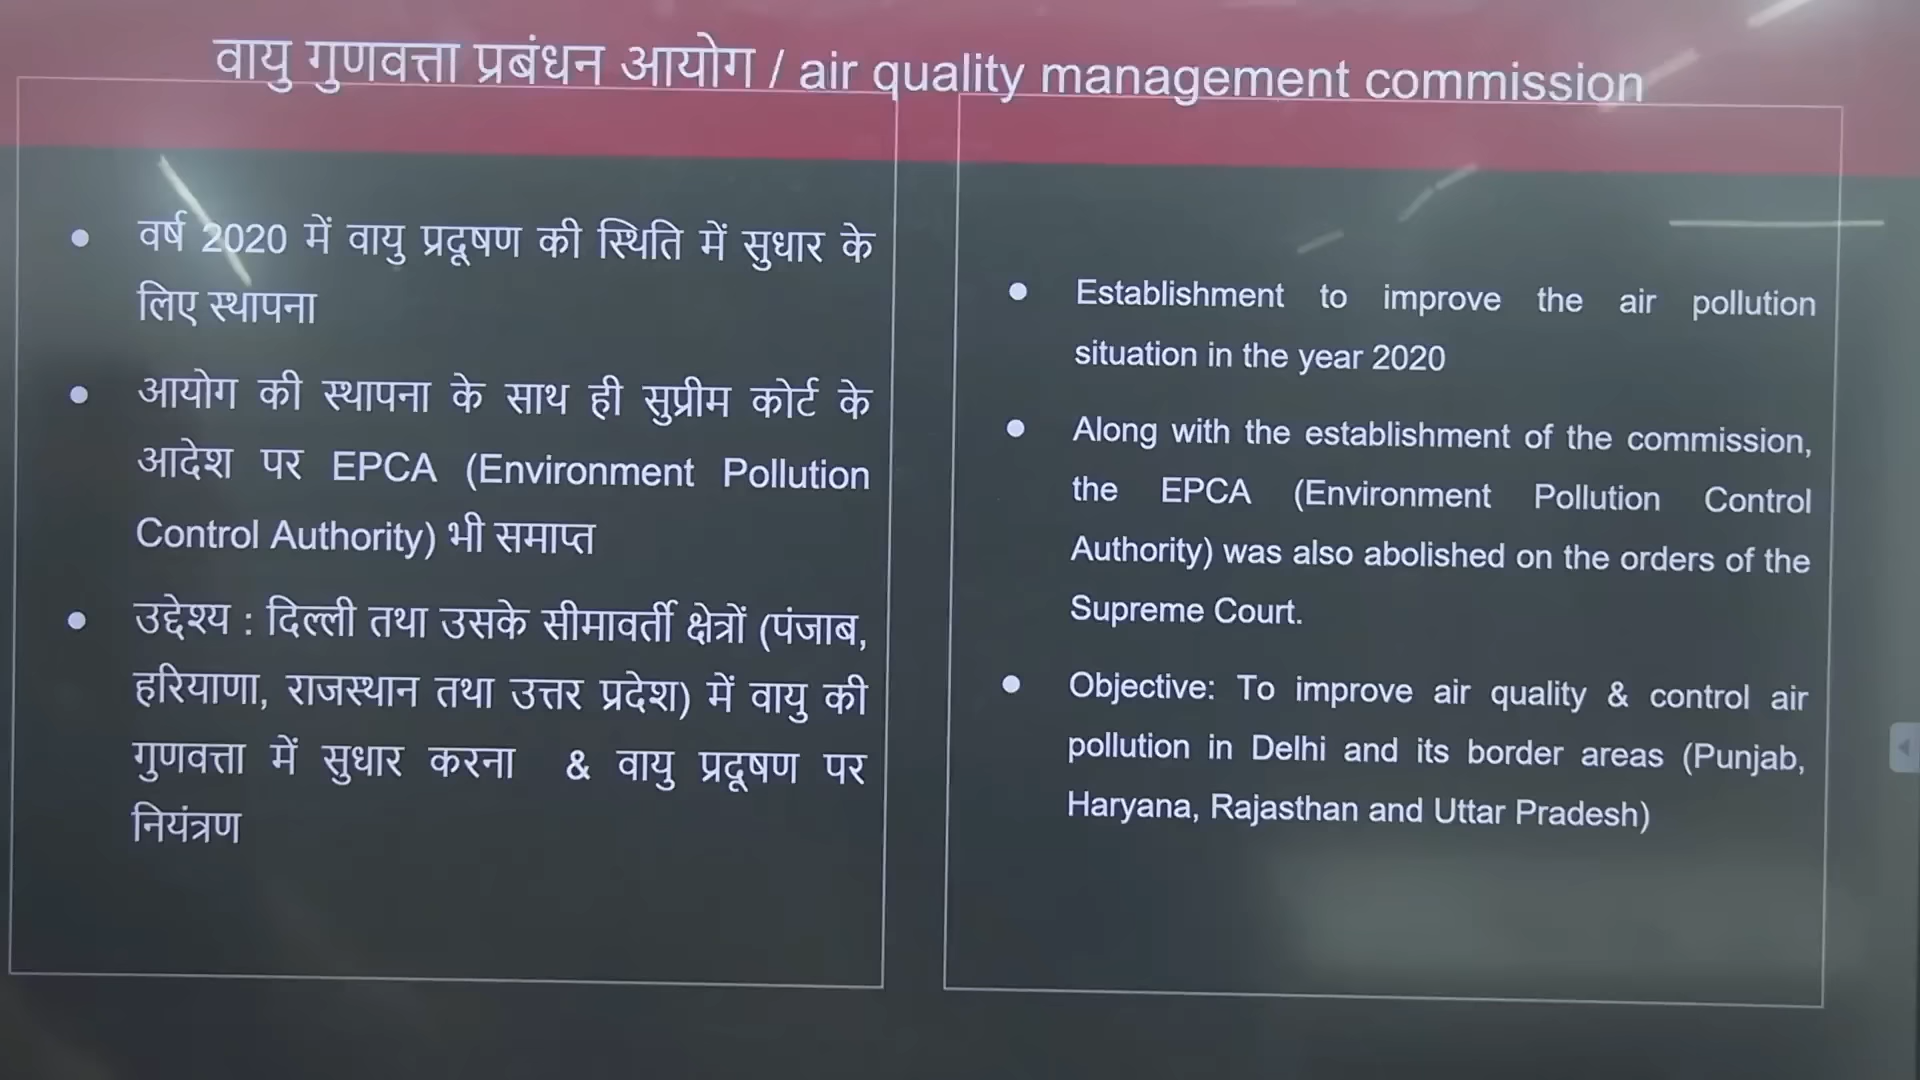 वायु गुणवत्ता प्रबंधन आयोग / air quality management commission
• वर्ष 2020 में वायु प्रदूषण की स्थिति में सुधार के
लिए स्थापना
• आयोग की स्थापना के साथ ही सुप्रीम कोर्ट के
आदेश पर EPCA (Environment Pollution
Control Authority) भी समाप्त
• उद्देश्य : दिल्ली तथा उसके सीमावर्ती क्षेत्रों (पंजाब,
हरियाणा, राजस्थान तथा उत्तर प्रदेश) में वायु की
गुणवत्ता में सुधार करना & वायु प्रदूषण पर
नियंत्रण
• Establishment to improve the air pollution
situation in the year 2020
• Along with the establishment of the commission,
the EPCA (Environment Pollution Control
Authority) was also abolished on the orders of the
Supreme Court.
• Objective: To improve air quality & control air
pollution in Delhi and its border areas (Punjab,
Haryana, Rajasthan and Uttar Pradesh)